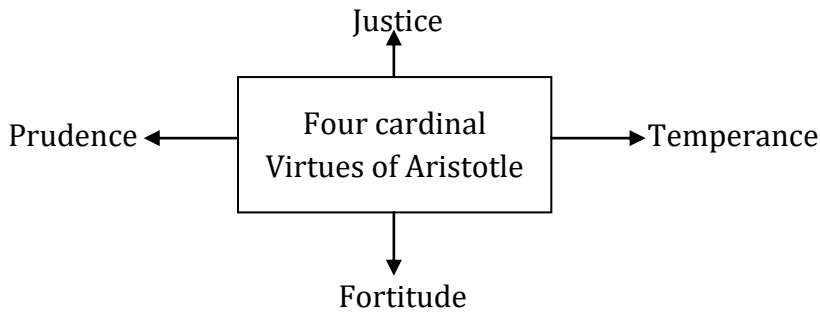 Justice
Prudence
Four cardinal
Virtues of Aristotle
Temperance
Fortitude